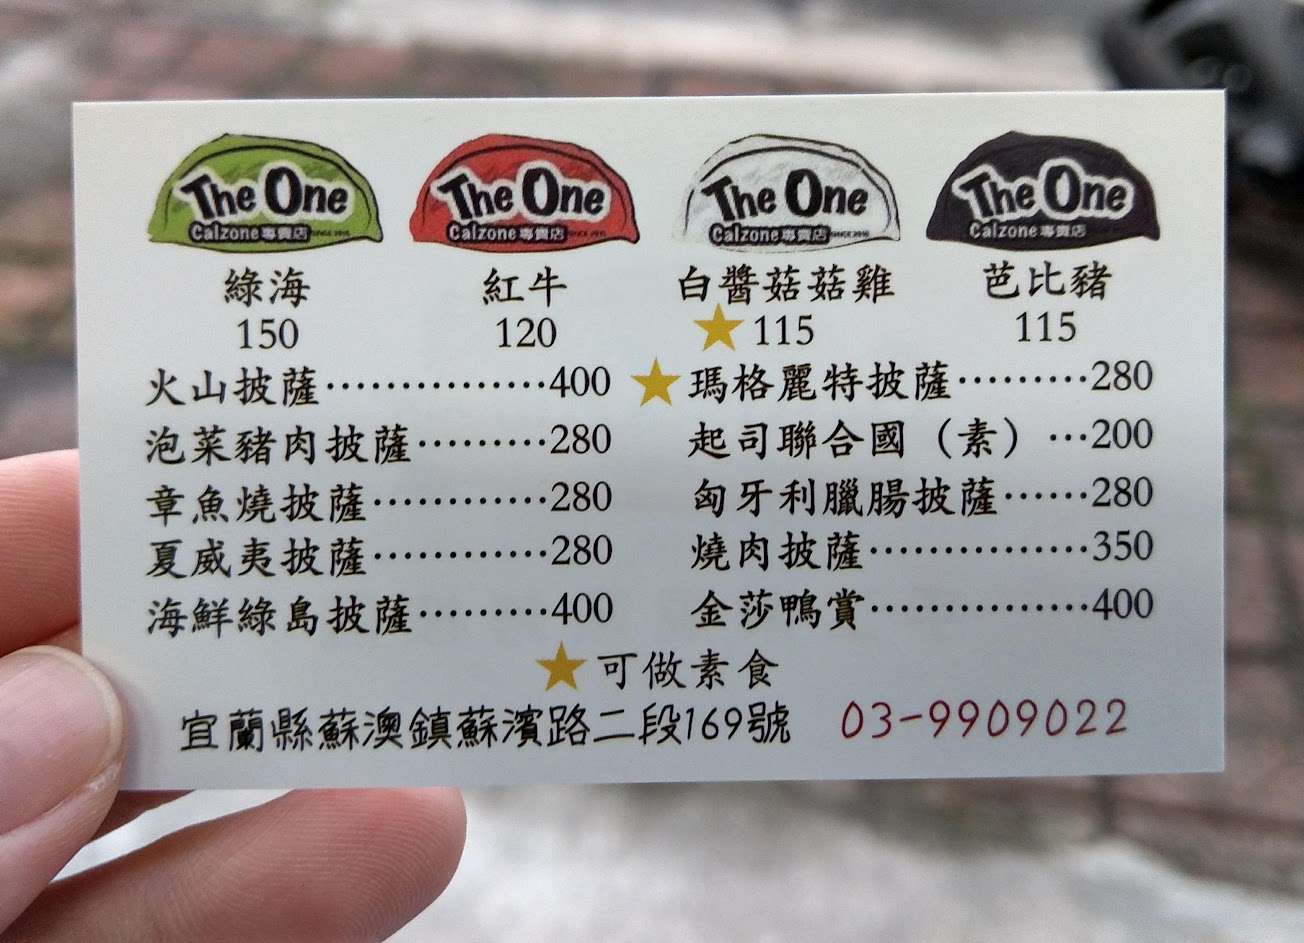 The One The One The One The One
Calzone專賣店 SINCE 2015 Calzone專賣店 SINCE 2015 Calzone專賣店 SINCE 2015 Calzone專賣店
綠海 紅牛 白醬菇菇雞 芭比豬
150 120 ★115 115
火山披薩···············400 ★瑪格麗特披薩·········280
泡菜豬肉披薩·········280 起司聯合國（素）···200
章魚燒披薩············280 匈牙利臘腸披薩······280
夏威夷披薩············280 燒肉披薩···············350
海鮮綠島披薩·········400 金莎鴨賞···············400
★可做素食
宜蘭縣蘇澳鎮蘇濱路二段169號 03-9909022